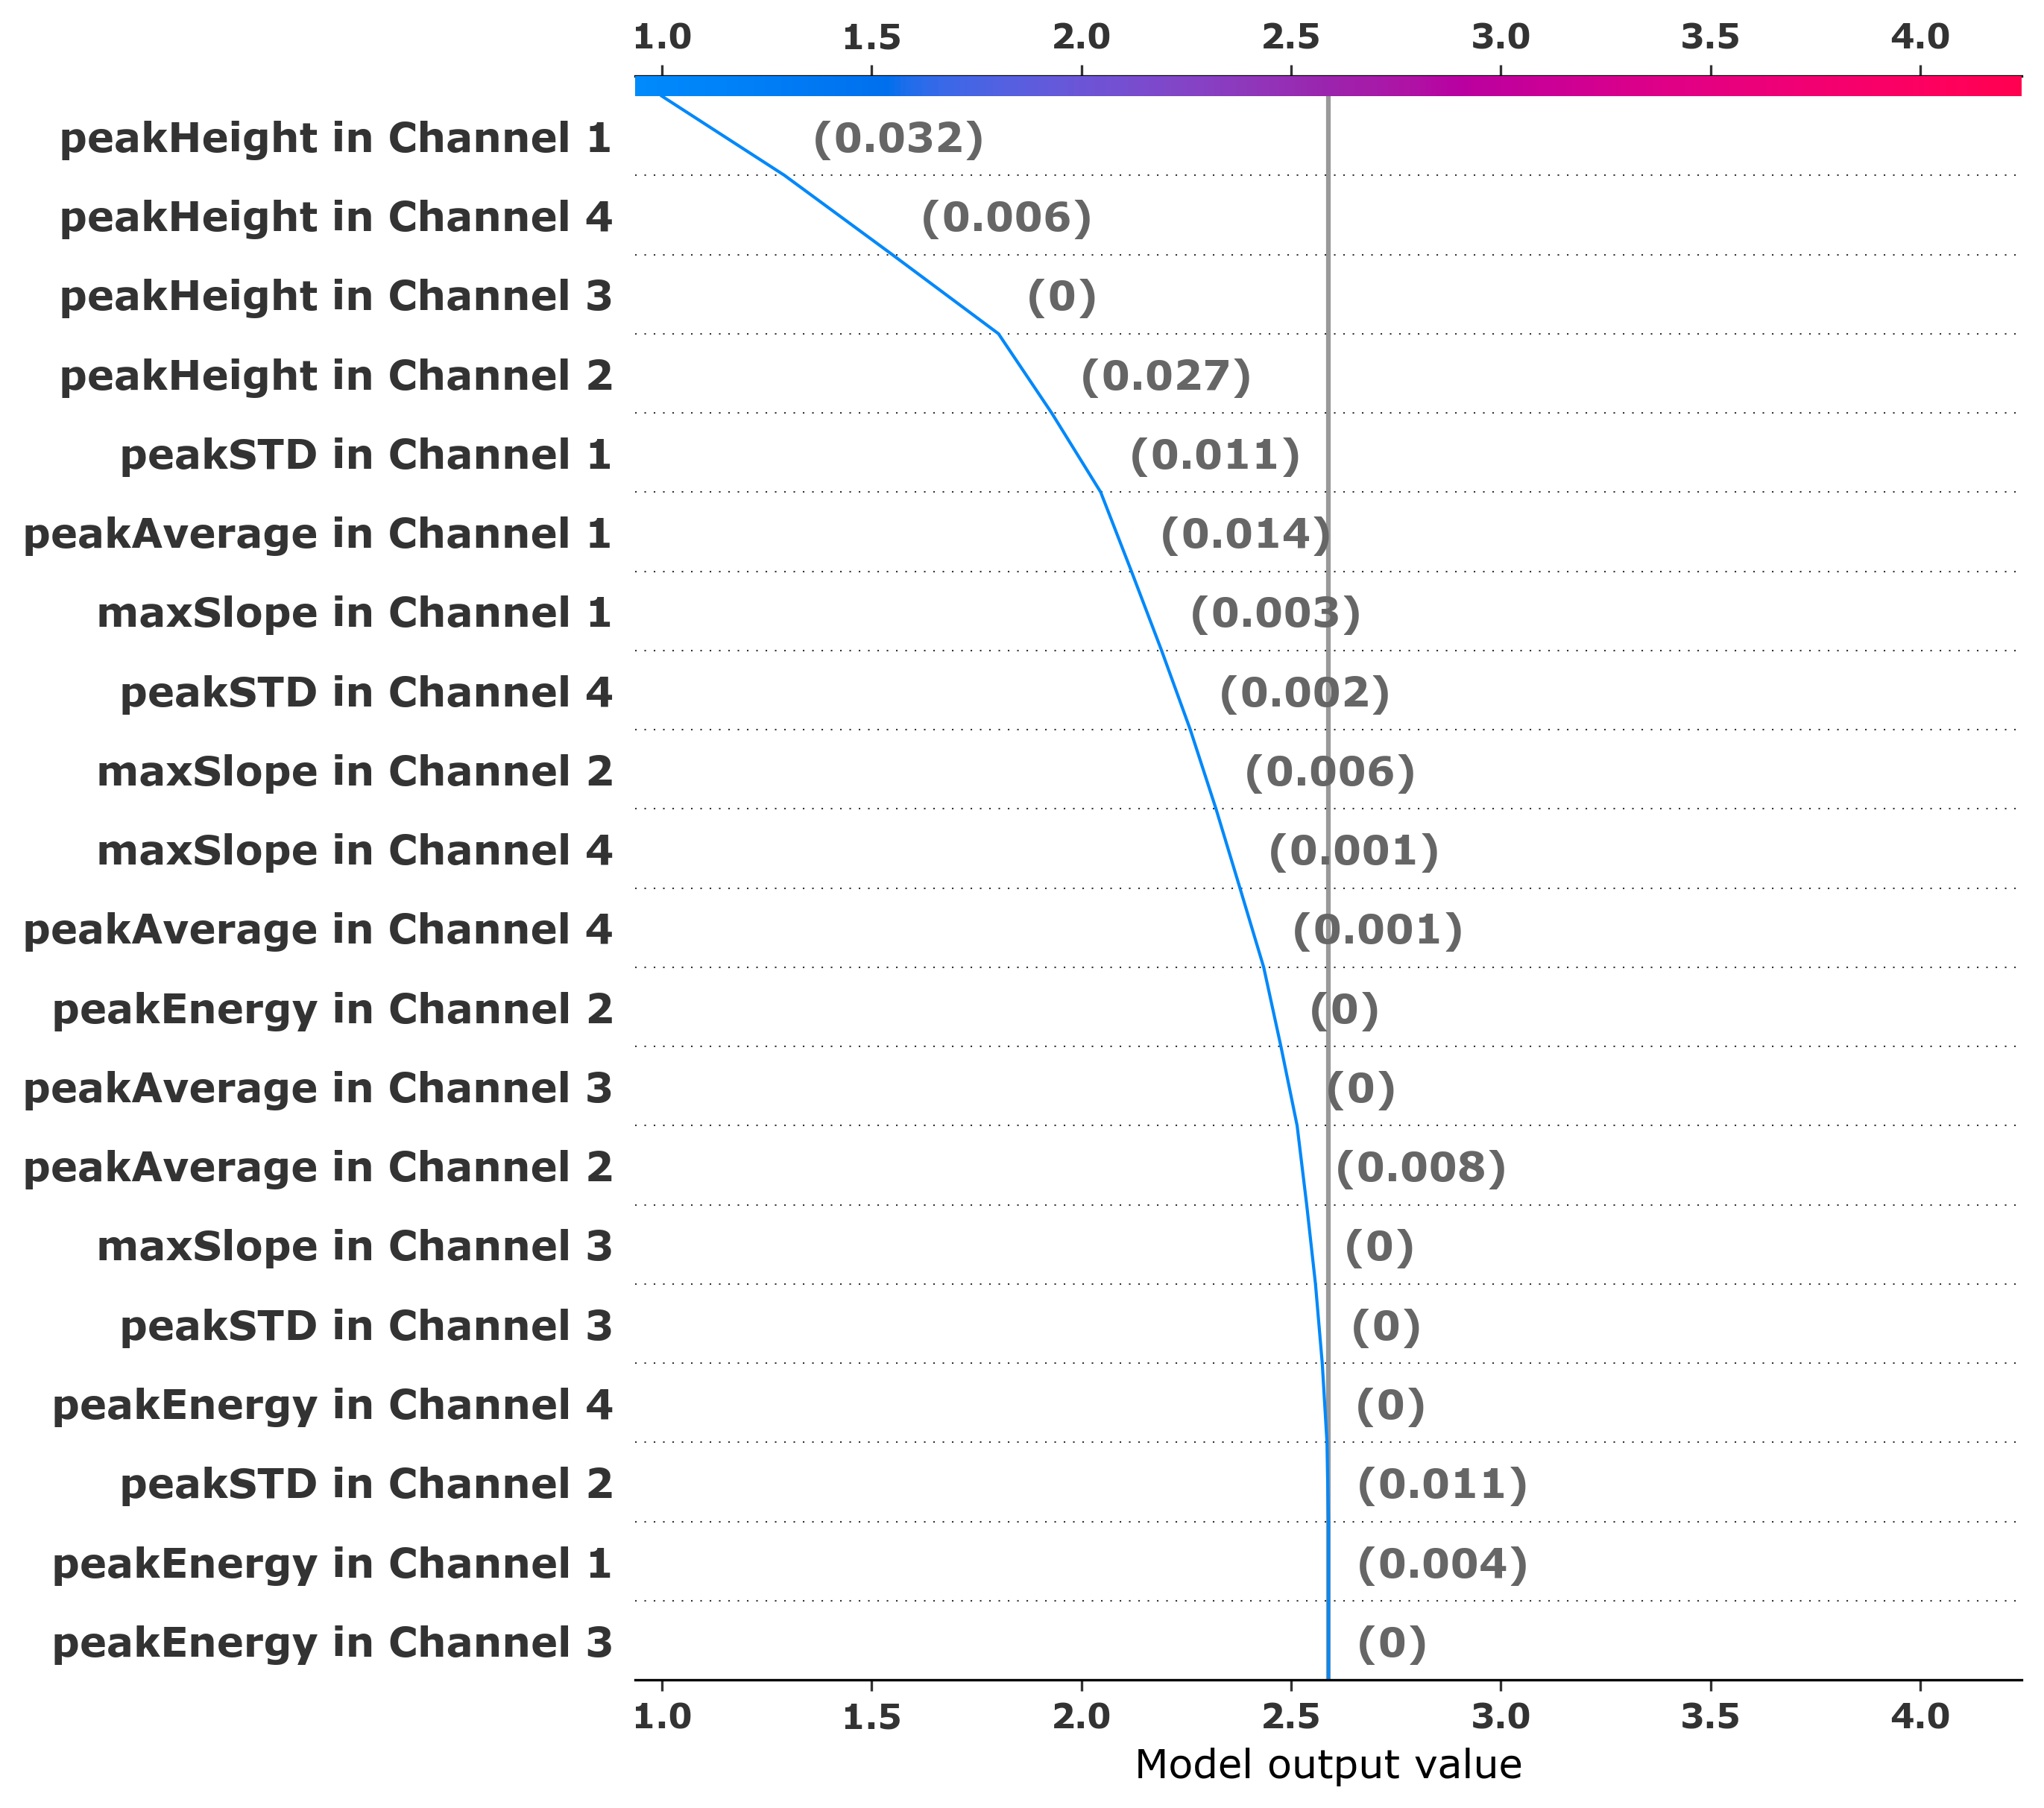 1.0 1.5 2.0 2.5 3.0 3.5 4.0
peakHeight in Channel 1 (0.032)
peakHeight in Channel 4 (0.006)
peakHeight in Channel 3 (0)
peakHeight in Channel 2 (0.027)
peakSTD in Channel 1 (0.011)
peakAverage in Channel 1 (0.014)
maxSlope in Channel 1 (0.003)
peakSTD in Channel 4 (0.002)
maxSlope in Channel 2 (0.006)
maxSlope in Channel 4 (0.001)
peakAverage in Channel 4 (0.001)
peakEnergy in Channel 2 (0)
peakAverage in Channel 3 (0)
peakAverage in Channel 2 (0.008)
maxSlope in Channel 3 (0)
peakSTD in Channel 3 (0)
peakEnergy in Channel 4 (0)
peakSTD in Channel 2 (0.011)
peakEnergy in Channel 1 (0.004)
peakEnergy in Channel 3 (0)
1.0 1.5 2.0 2.5 3.0 3.5 4.0
Model output value